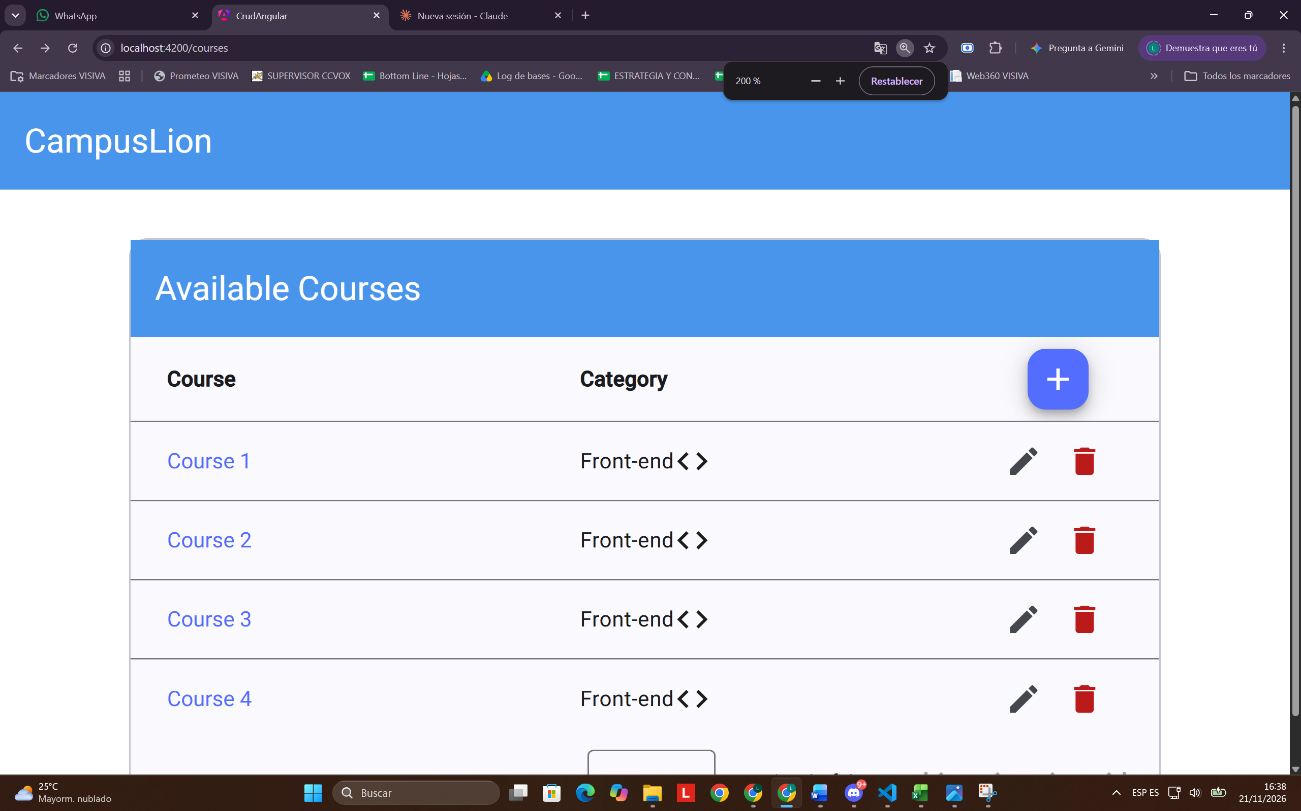 WhatsApp
CrudAngular
Nueva sesión - Claude
localhost:4200/courses
Pregunta a Gemini
Demuestra que eres tú
Marcadores VISIVA
Prometeo VISIVA
SUPERVISOR CCVOX
Bottom Line - Hojas...
Log de bases - Goo...
ESTRATEGIA Y CON...
Web360 VISIVA
»
Todos los marcadores
200 %
Restablecer
CampusLion
Available Courses
Course Category
Course 1 Front-end
Course 2 Front-end
Course 3 Front-end
Course 4 Front-end
25°C
Mayorm. nublado
Buscar
L
9+
ESP ES
16:38
21/11/2026